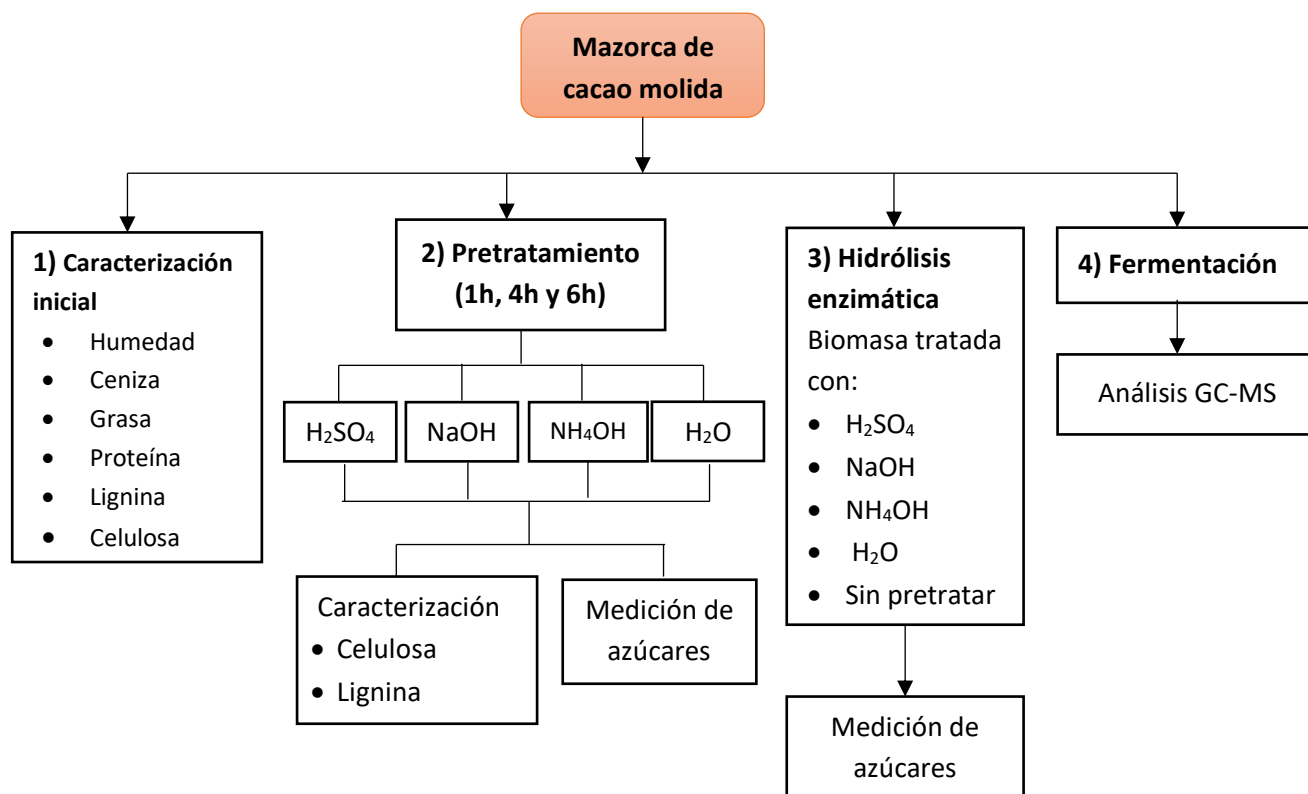 Mazorca de
cacao molida
1) Caracterización
inicial
• Humedad
• Ceniza
• Grasa
• Proteína
• Lignina
• Celulosa
2) Pretratamiento
(1h, 4h y 6h)
H₂SO₄
NaOH
NH₄OH
H₂O
Caracterización
• Celulosa
• Lignina
Medición de
azúcares
3) Hidrólisis
enzimática
Biomasa tratada
con:
• H₂SO₄
• NaOH
• NH₄OH
• H₂O
• Sin pretratar
Medición de
azúcares
4) Fermentación
Análisis GC-MS